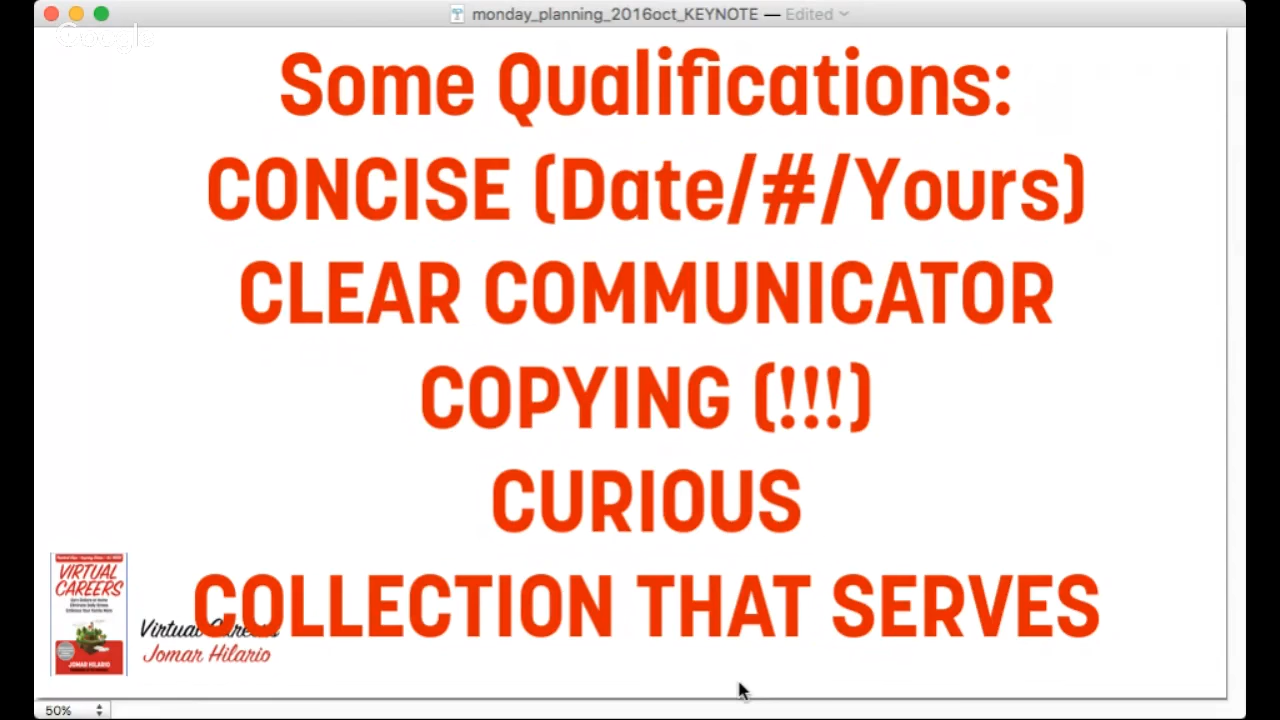 monday_planning_2016oct_KEYNOTE — Edited
Google
Some Qualifications:
CONCISE (Date/#/Yours)
CLEAR COMMUNICATOR
COPYING (!!!)
CURIOUS
COLLECTION THAT SERVES
VIRTUAL
CAREERS
JOMAR HILARIO
Virtual Careers
Jomar Hilario
50%